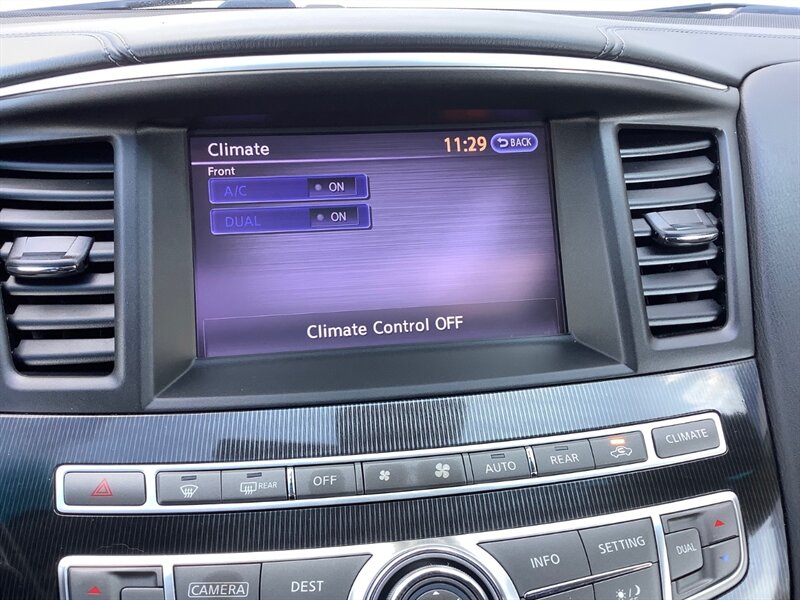 Climate 11:29 BACK
Front
A/C ON
DUAL ON
Climate Control OFF
REAR OFF AUTO REAR CLIMATE
CAMERA DEST INFO SETTING DUAL